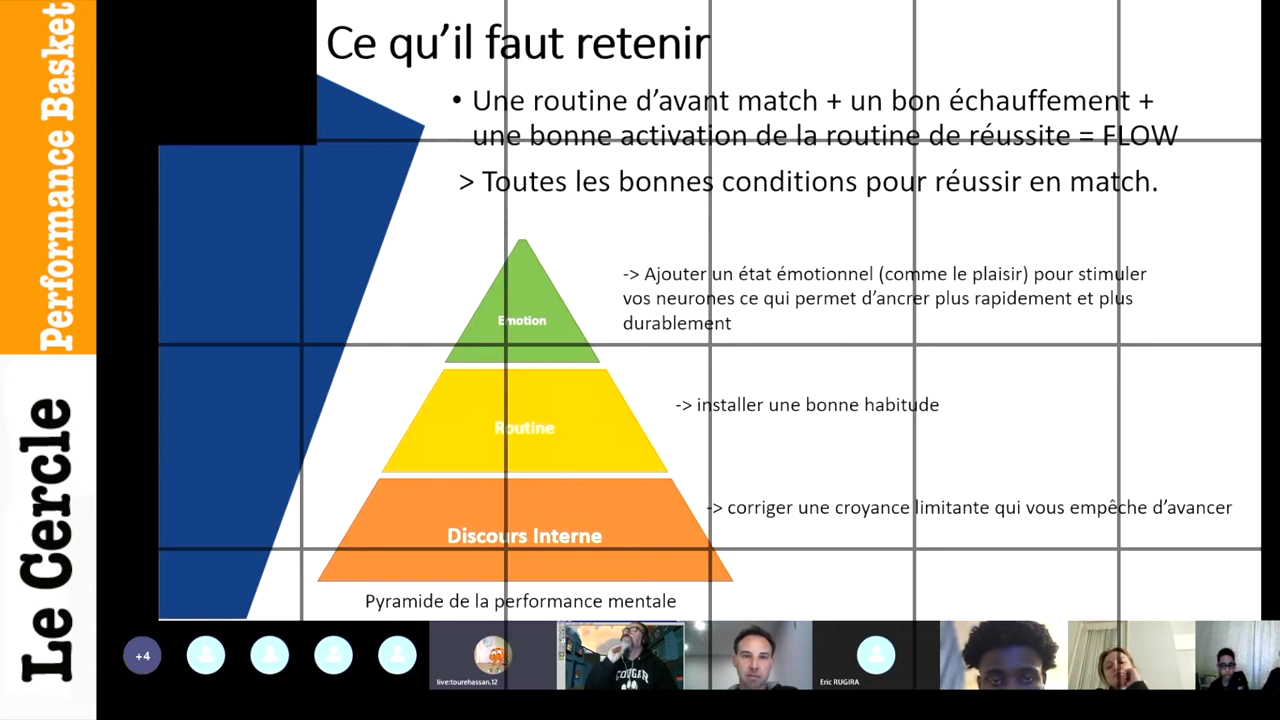 Performance Basket
Le Cercle
Ce qu'il faut retenir
• Une routine d'avant match + un bon échauffement +
une bonne activation de la routine de réussite = FLOW
> Toutes les bonnes conditions pour réussir en match.
Emotion
-> Ajouter un état émotionnel (comme le plaisir) pour stimuler
vos neurones ce qui permet d'ancrer plus rapidement et plus
durablement
Routine
-> installer une bonne habitude
Discours Interne
-> corriger une croyance limitante qui vous empêche d'avancer
Pyramide de la performance mentale
+4
live:tourehassan.12
COUGAR
Eric RUGIRA